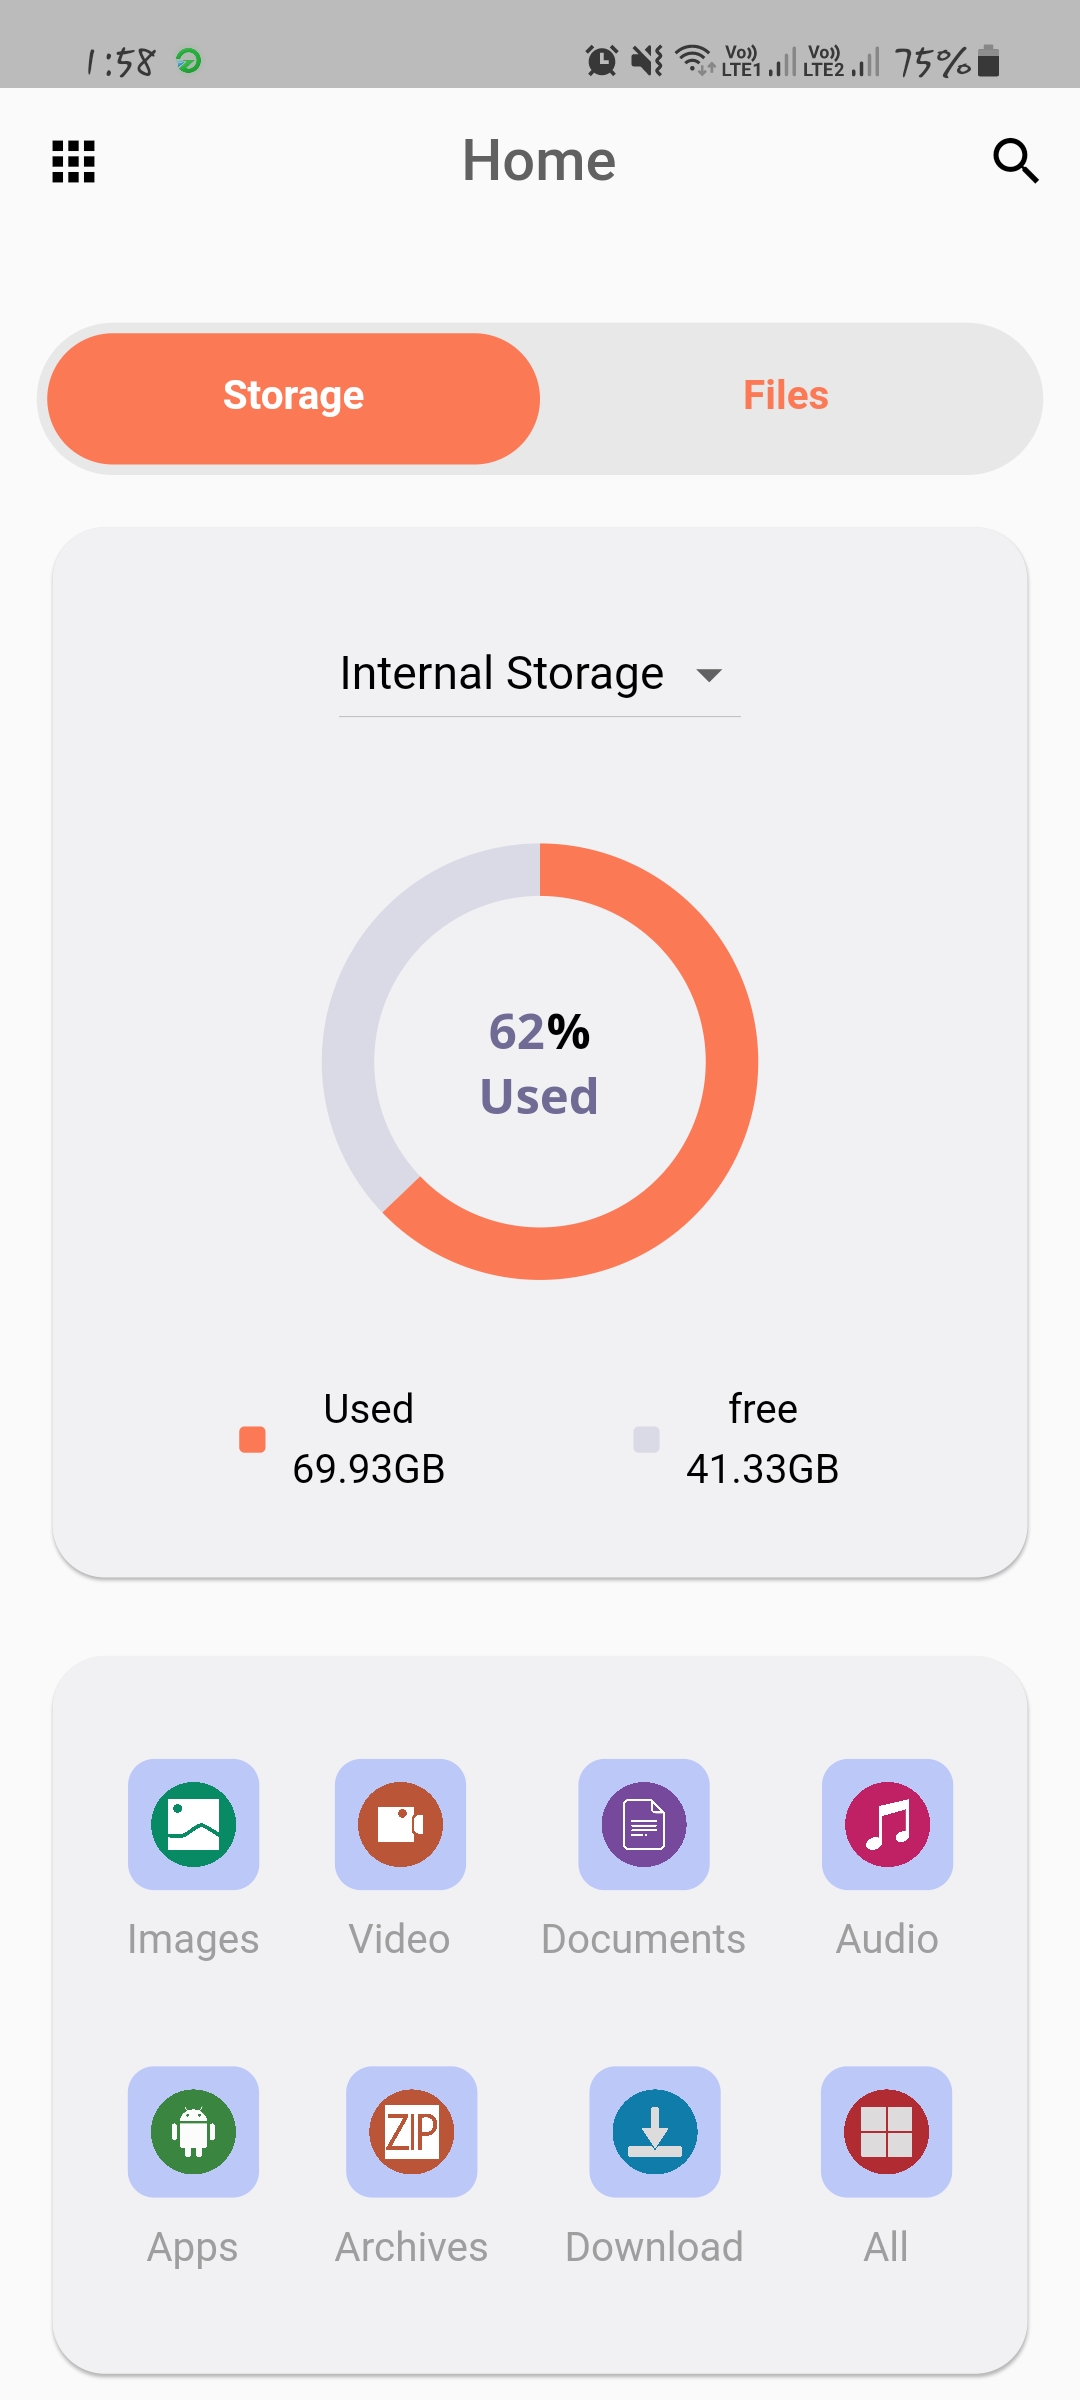 1:58
Vo)) LTE1 Vo)) LTE2 75%
Home
Storage Files
Internal Storage
62%
Used
Used free
69.93GB 41.33GB
Images Video Documents Audio
ZIP
Apps Archives Download All